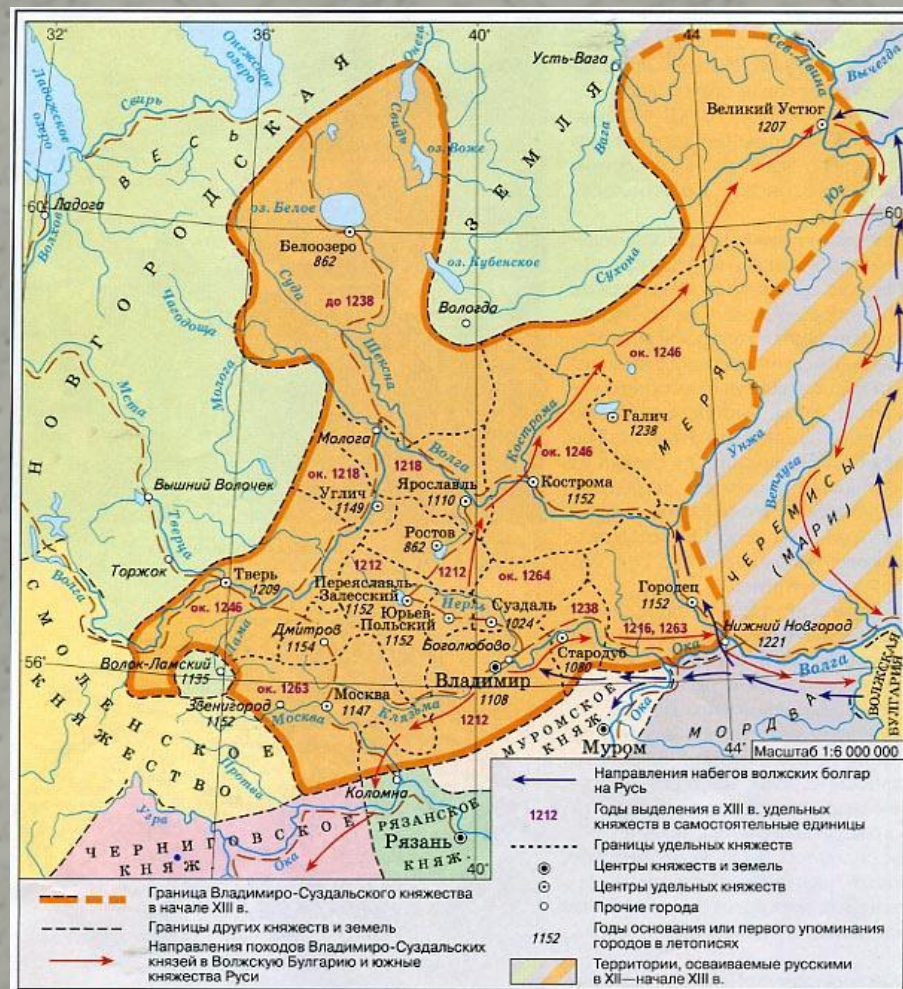 32°
36°
40°
44°
Онежское
озеро
Онега
Сев. Двина
Вычегда
Усть-Вага
Ладожское
озеро
Свирь
Свидь
Вага
Великий Устюг
1207
ВЕСЬ
НОВГОРОДСКАЯ ЗЕМЛЯ
оз. Воже
Юг
60°
Ладога
Волхов
оз. Белое
60
Белоозеро
862
оз. Кубенское
Сухона
Суда
до 1238
Вологда
Чагодоща
Шексна
ок. 1246
Молога
Кострома
Галич
1238
МЕРЯ
Мста
Молога
Волга
Унжа
ок. 1218
1218
ок. 1246
Ветлуга
Вышний Волочек
Углич
1149
Ярославль
1110
Кострома
1152
ЧЕРЕМИСЫ
(МАРИ)
Тверца
Ростов
862
Торжок
1212
1212
ок. 1264
Волга
Тверь
1209
Переяславль-
Залесский
1152
Нерль
Городец
1152
ок. 1246
Юрьев-
Польский
1152
Суздаль
1024
1238
Нижний Новгород
1221
Дмитров
1154
Боголюбово
1216, 1263
56°
Лама
Стародуб
1080
Ока
Волга
Волок-Ламский
1135
Владимир
1108
ВОЛЖСКАЯ
БУЛГАРИЯ
СМОЛЕНСКОЕ
КНЯЖЕСТВО
ок. 1263
Звенигород
1152
Москва
1147
Клязьма
1212
Москва
МУРОМСКОЕ
КНЯЖ.
Ока
МОРДВА
Муром
44°
Протва
Коломна
Масштаб 1:6 000 000
Угра
ЧЕРНИГОВСКОЕ
КНЯЖ.
Ока
РЯЗАНСКОЕ
Рязань
КНЯЖ.
40°
Граница Владимиро-Суздальского княжества
в начале XIII в.
Границы других княжеств и земель
Направления походов Владимиро-Суздальских
князей в Волжскую Булгарию и южные
княжества Руси
Направления набегов волжских болгар
на Русь
1212
Годы выделения в XIII в. удельных
княжеств в самостоятельные единицы
Границы удельных княжеств
Центры княжеств и земель
Центры удельных княжеств
Прочие города
1152
Годы основания или первого упоминания
городов в летописях
Территории, осваиваемые русскими
в XII—начале XIII в.